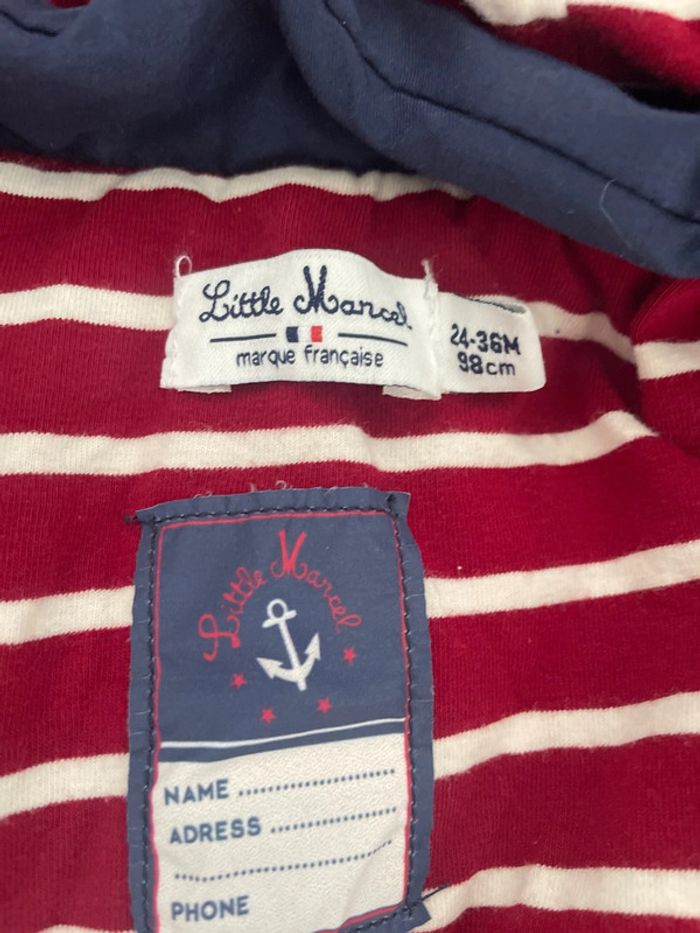 Little Marcel
marque française
24-36M
98cm
Little Marcel
NAME ..........................
ADRESS ......................
.....................................
PHONE